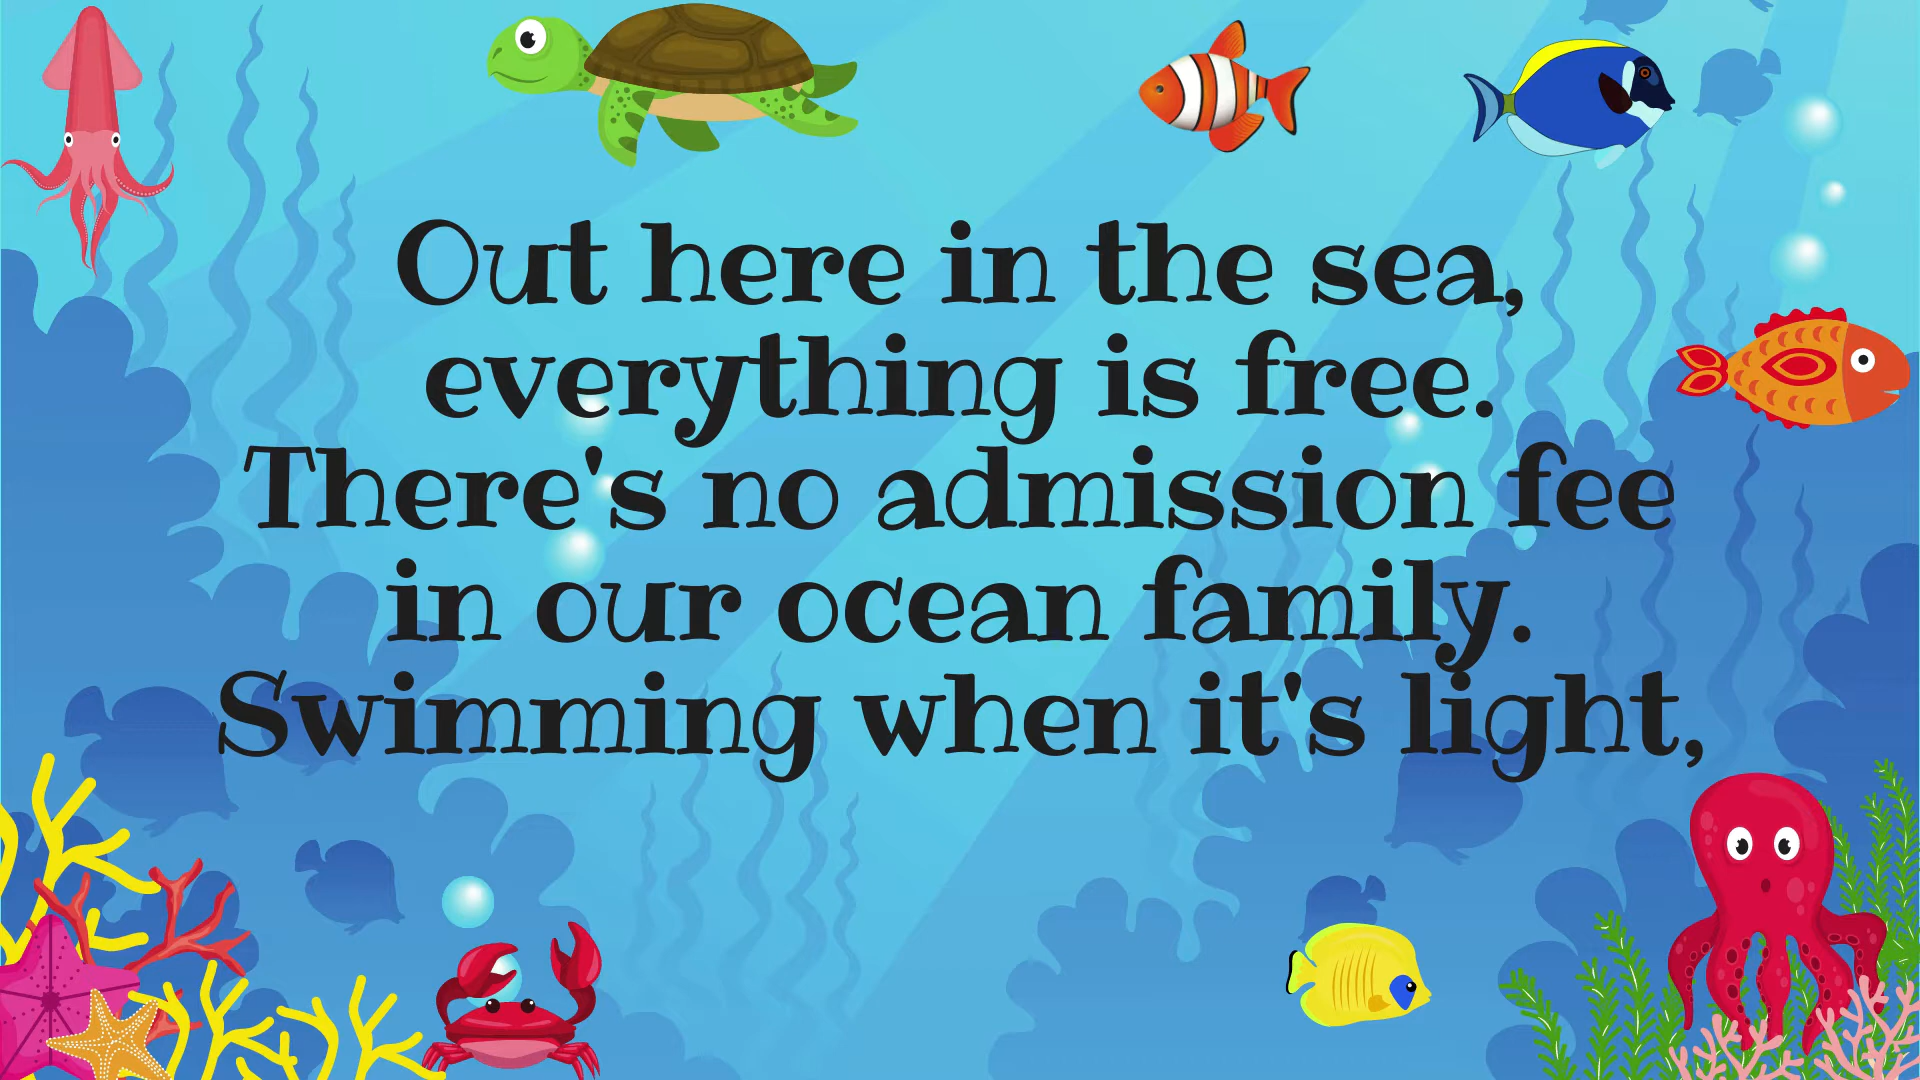 Out here in the sea,
everything is free.
There's no admission fee
in our ocean family.
Swimming when it's light,